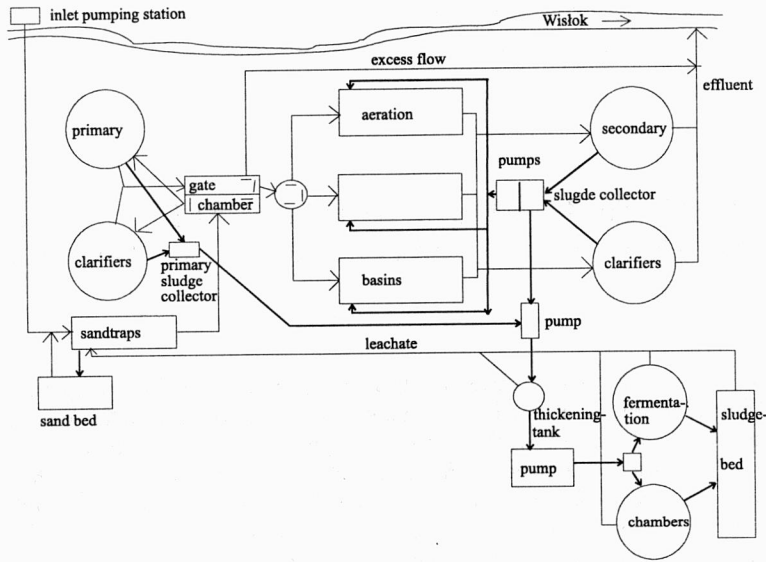 inlet pumping station
Wisłok
excess flow
effluent
primary
aeration
secondary
pumps
gate
chamber
slugde collector
clarifiers
primary
sludge
collector
basins
clarifiers
sandtraps
pump
leachate
sand bed
thickening-
tank
fermenta-
tion
sludge-
bed
pump
chambers